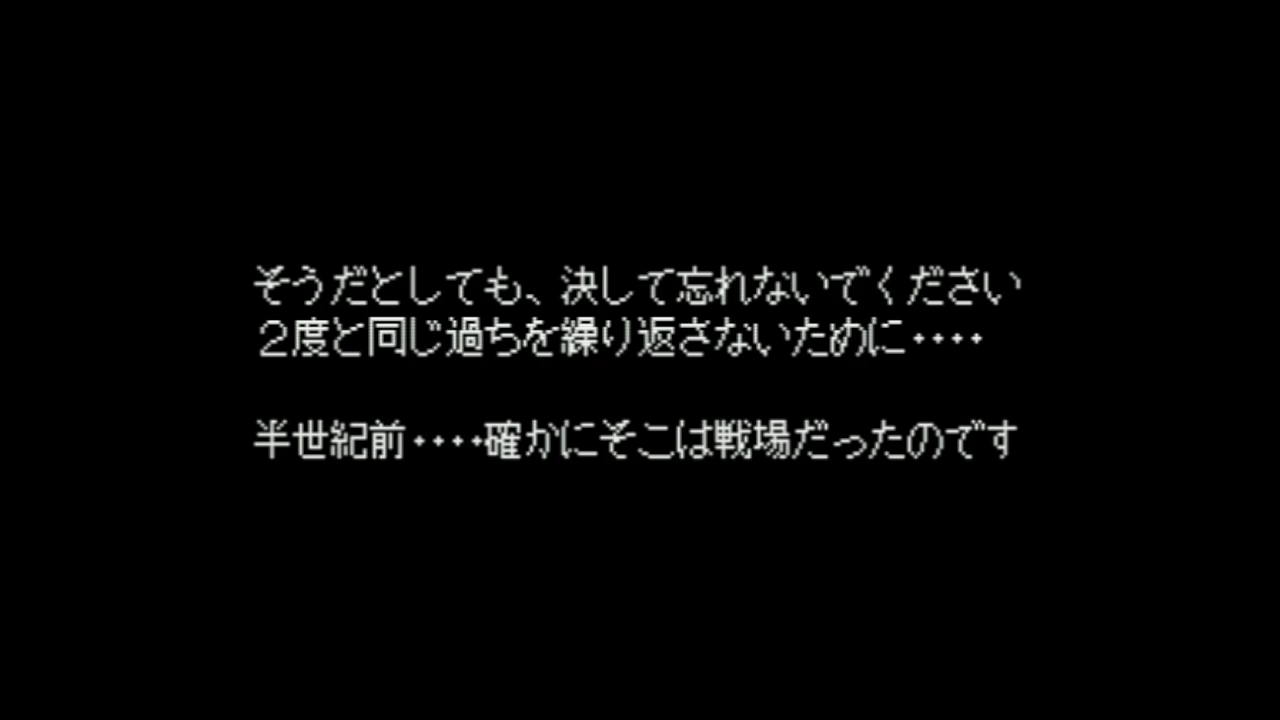 そうだとしても、決して忘れないでください
２度と同じ過ちを繰り返さないために････
半世紀前････確かにそこは戦場だったのです